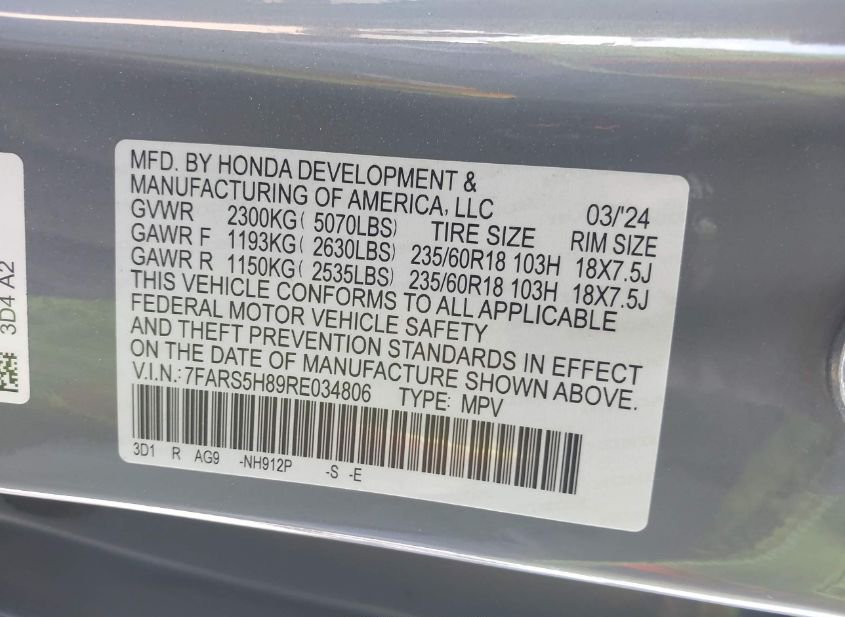 MFD. BY HONDA DEVELOPMENT &
MANUFACTURING OF AMERICA, LLC 03/'24
GVWR 2300KG( 5070LBS) TIRE SIZE RIM SIZE
GAWR F 1193KG( 2630LBS) 235/60R18 103H 18X7.5J
GAWR R 1150KG( 2535LBS) 235/60R18 103H 18X7.5J
THIS VEHICLE CONFORMS TO ALL APPLICABLE
FEDERAL MOTOR VEHICLE SAFETY
AND THEFT PREVENTION STANDARDS IN EFFECT
ON THE DATE OF MANUFACTURE SHOWN ABOVE.
V.I.N.:7FARS5H89RE034806 TYPE: MPV
3D1 R AG9 -NH912P -S -E
3D4 A2